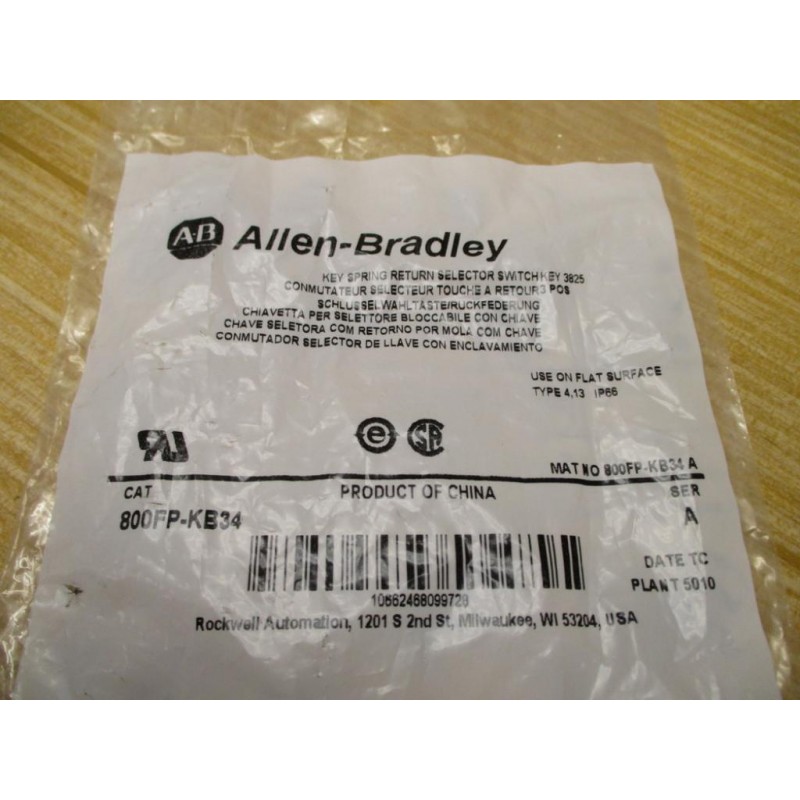 A-B Allen-Bradley
KEY SPRING RETURN SELECTOR SWITCH KEY 3825
CONMUTATEUR SELECTEUR TOUCHE A RETOUR 3 POS
SCHLUSSELWAHLTASTE/RUCKFEDERUNG
CHIAVETTA PER SELETTORE BLOCCABILE CON CHIAVE
CHAVE SELETORA COM RETORNO POR MOLA COM CHAVE
CONMUTADOR SELECTOR DE LLAVE CON ENCLAVAMIENTO
USE ON FLAT SURFACE
TYPE 4,13 IP66
MAT NO 800FP-KB34 A
CAT PRODUCT OF CHINA SER
800FP-KB34 A
DATE TC
PLANT 5010
10662468099728
Rockwell Automation, 1201 S 2nd St, Milwaukee, WI 53204, USA